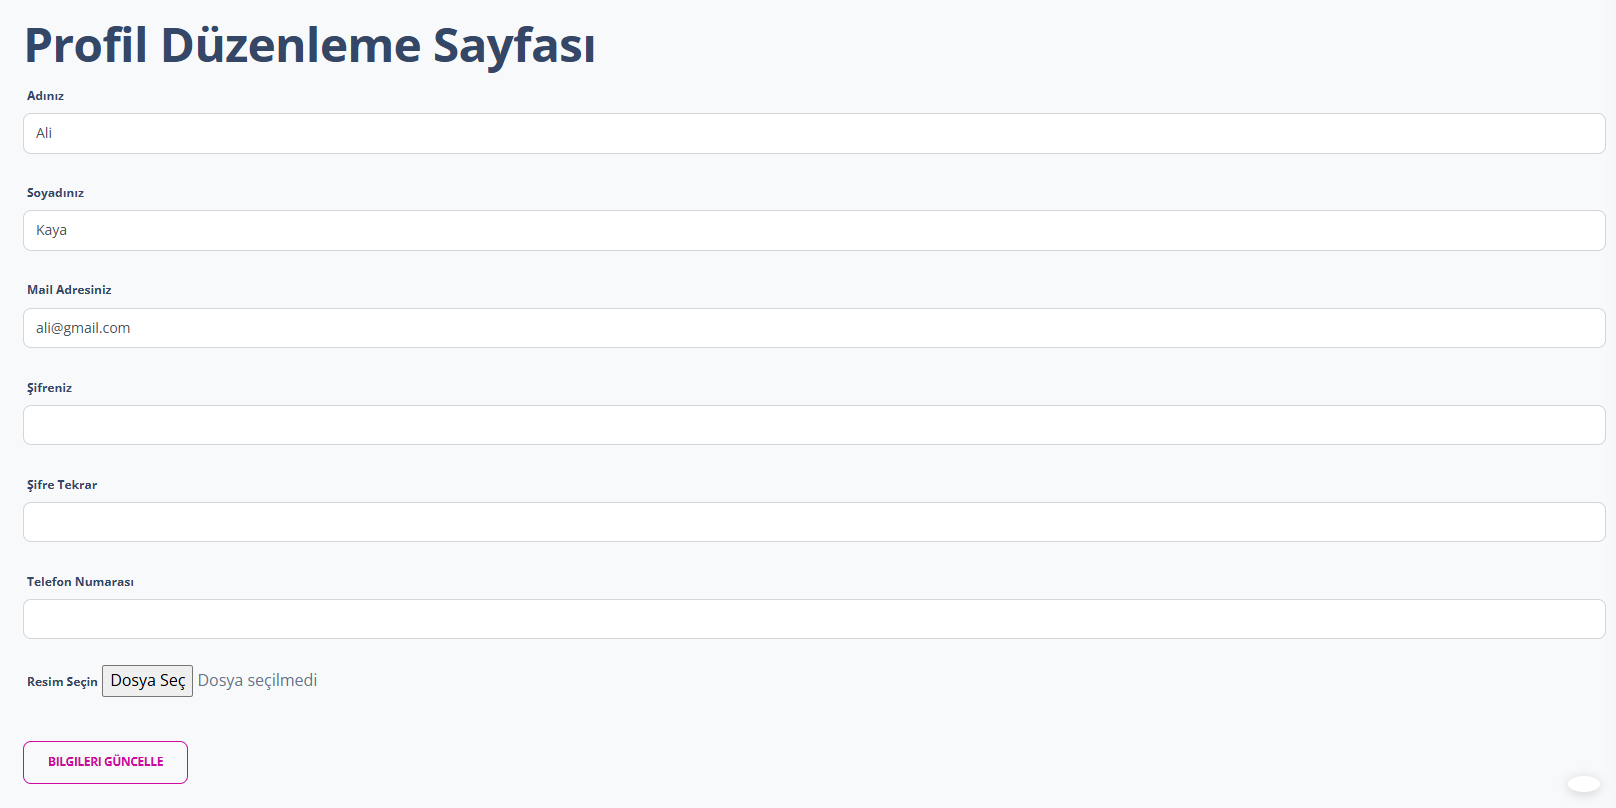 Profil Düzenleme Sayfası
Adınız
Ali
Soyadınız
Kaya
Mail Adresiniz
ali@gmail.com
Şifreniz
Şifre Tekrar
Telefon Numarası
Resim Seçin Dosya Seç Dosya seçilmedi
BILGILERI GÜNCELLE